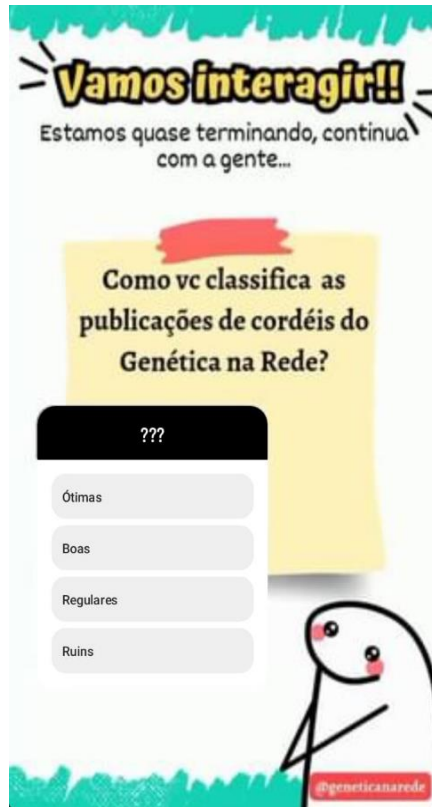 Vamos interagir!!
Estamos quase terminando, continua
com a gente...
Como vc classifica as
publicações de cordéis do
Genética na Rede?
???
Ótimas
Boas
Regulares
Ruins
@geneticanarede